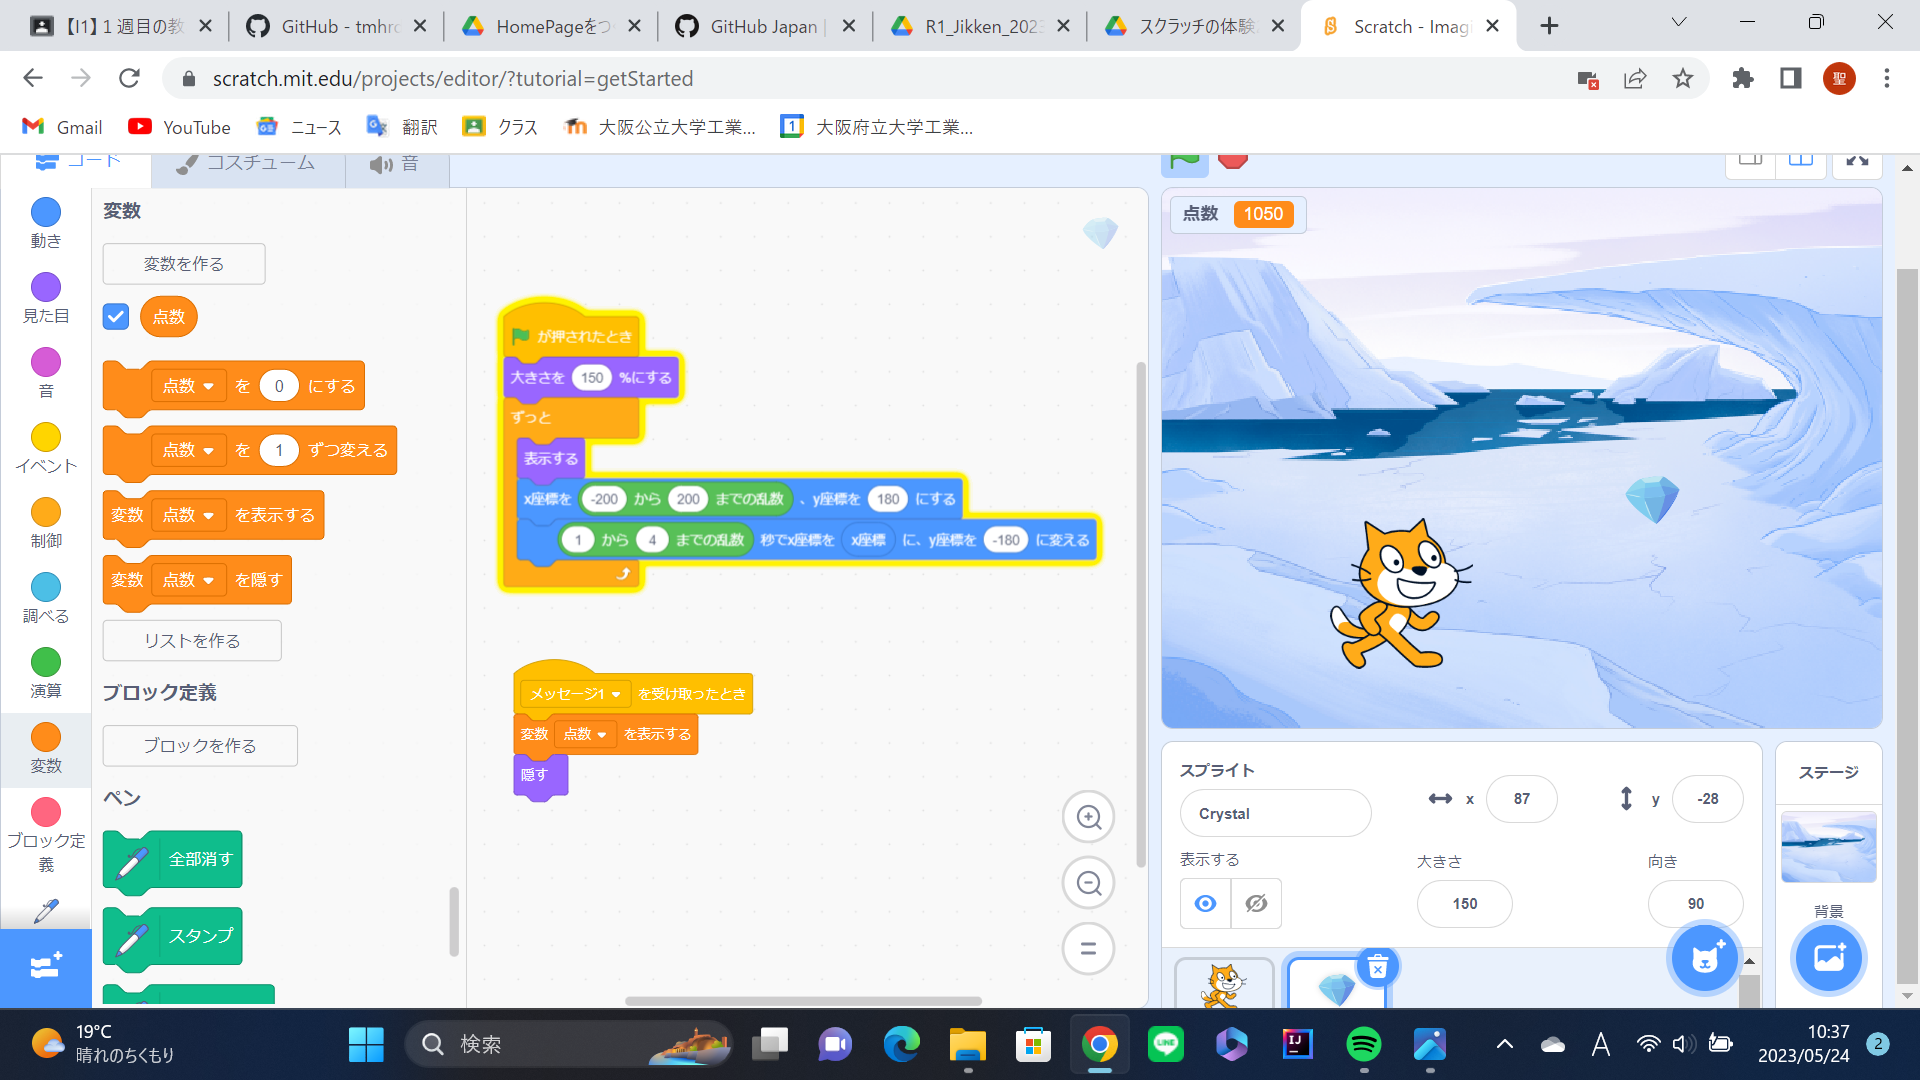 【I1】１週目の教
GitHub - tmhro
HomePageをつ
GitHub Japan |
R1_Jikken_2023
スクラッチの体験
Scratch - Imag
scratch.mit.edu/projects/editor/?tutorial=getStarted
聖
Gmail
YouTube
ニュース
翻訳
クラス
大阪公立大学工業...
1
大阪府立大学工業...
コード
コスチューム
音
動き
見た目
音
イベント
制御
調べる
演算
変数
ブロック定
義
変数
変数を作る
点数
点数 を 0 にする
点数 を 1 ずつ変える
変数 点数 を表示する
変数 点数 を隠す
リストを作る
ブロック定義
ブロックを作る
ペン
全部消す
スタンプ
が押されたとき
大きさを 150 %にする
ずっと
表示する
x座標を -200 から 200 までの乱数 、y座標を 180 にする
1 から 4 までの乱数 秒でx座標を x座標 に、y座標を -180 に変える
メッセージ1 を受け取ったとき
変数 点数 を表示する
隠す
点数 1050
スプライト
Crystal
x 87
y -28
表示する
大きさ
150
向き
90
ステージ
背景
19°C
晴れのちくもり
検索
LINE
IJ
A
10:37
2023/05/24
2